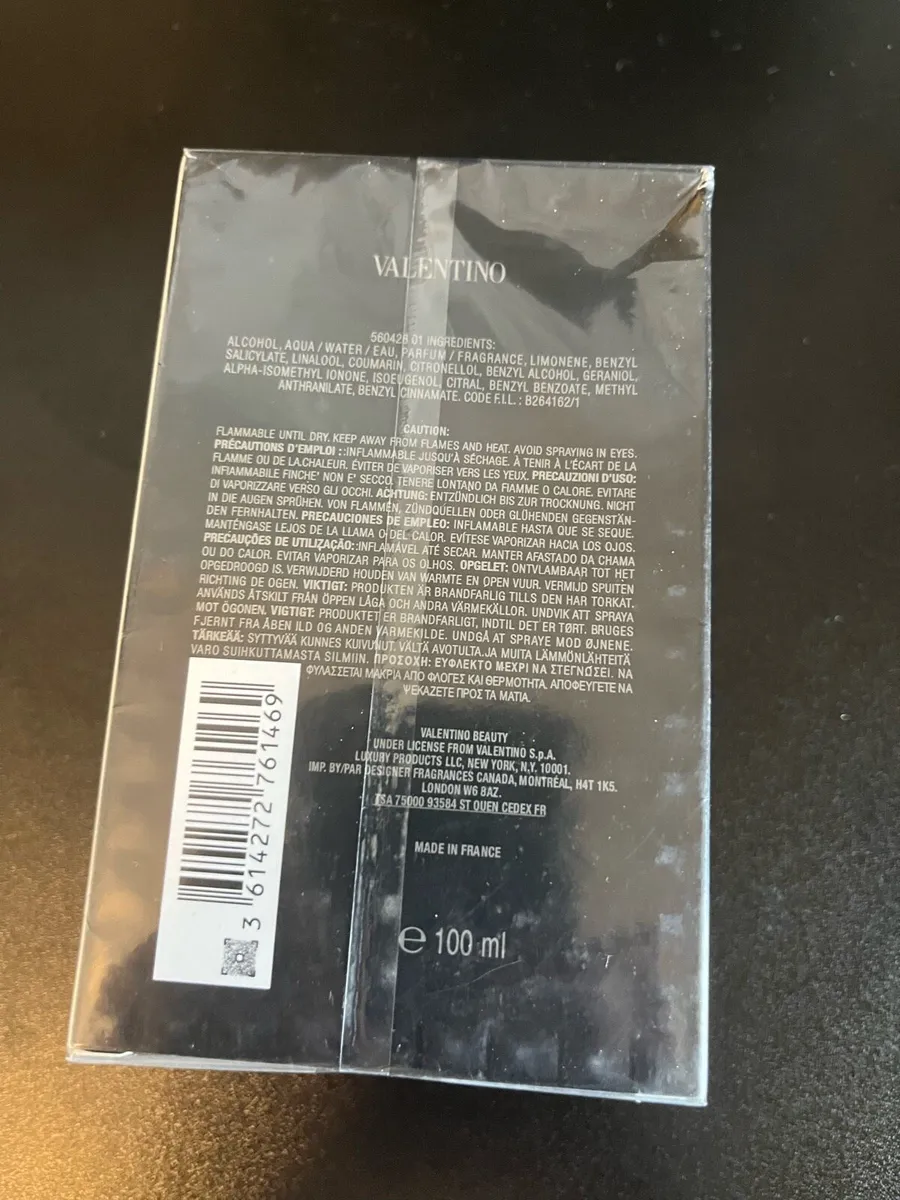 VALENTINO
560426 01 INGREDIENTS:
ALCOHOL, AQUA / WATER / EAU, PARFUM / FRAGRANCE, LIMONENE, BENZYL
SALICYLATE, LINALOOL, COUMARIN, CITRONELLOL, BENZYL ALCOHOL, GERANIOL,
ALPHA-ISOMETHYL IONONE, ISOEUGENOL, CITRAL, BENZYL BENZOATE, METHYL
ANTHRANILATE, BENZYL CINNAMATE. CODE F.I.L. : B264162/1
CAUTION:
FLAMMABLE UNTIL DRY. KEEP AWAY FROM FLAMES AND HEAT. AVOID SPRAYING IN EYES.
PRÉCAUTIONS D'EMPLOI ::INFLAMMABLE JUSQU'À SÉCHAGE. À TENIR À L'ÉCART DE LA
FLAMME OU DE LA.CHALEUR. ÉVITER DE VAPORISER VERS LES YEUX. PRECAUZIONI D'USO:
INFIAMMABILE FINCHE' NON E' SECCO. TENERE LONTANO DA FIAMME O CALORE. EVITARE
DI VAPORIZZARE VERSO GLI OCCHI. ACHTUNG: ENTZÜNDLICH BIS ZUR TROCKNUNG. NICHT
IN DIE AUGEN SPRÜHEN. VON FLAMMEN, ZÜNDQUELLEN ODER GLÜHENDEN GEGENSTÄN-
DEN FERNHALTEN. PRECAUCIONES DE EMPLEO: INFLAMABLE HASTA QUE SE SEQUE.
MANTÉNGASE LEJOS DE LA LLAMA O DEL CALOR. EVÍTESE VAPORIZAR HACIA LOS OJOS.
PRECAUÇÕES DE UTILIZAÇÃO::INFLAMÁVEL ATÉ SECAR. MANTER AFASTADO DA CHAMA
OU DO CALOR. EVITAR VAPORIZAR PARA OS OLHOS. OPGELET: ONTVLAMBAAR TOT HET
OPGEDROOGD IS. VERWIJDERD HOUDEN VAN WARMTE EN OPEN VUUR. VERMIJD SPUITEN
RICHTING DE OGEN. VIKTIGT: PRODUKTEN ÄR BRANDFARLIG TILLS DEN HAR TORKAT.
ANVÄNDS ÅTSKILT FRÅN ÖPPEN LÅGA OCH ANDRA VÄRMEKÄLLOR. UNDVIK ATT SPRAYA
MOT ÖGONEN. VIGTIGT: PRODUKTET ER BRANDFARLIGT, INDTIL DET ER TØRT. BRUGES
FJERNT FRA ÅBEN ILD OG ANDEN VARMEKILDE. UNDGÅ AT SPRAYE MOD ØJNENE.
TÄRKEÄÄ: SYTTYVÄÄ KUNNES KUIVUNUT. VÄLTÄ AVOTULTA.JA MUITA LÄMMÖNLÄHTEITÄ
VARO SUIHKUTTAMASTA SILMIIN. ΠΡΟΣΟΧΗ: ΕΥΦΛΕΚΤΟ ΜΕΧΡΙ ΝΑ ΣΤΕΓΝΩΣΕΙ. ΝΑ
ΦΥΛΑΣΣΕΤΑΙ ΜΑΚΡΙΑ ΑΠΟ ΦΛΟΓΕΣ ΚΑΙ ΘΕΡΜΟΤΗΤΑ. ΑΠΟΦΕΥΓΕΤΕ ΝΑ
ΨΕΚΑΖΕΤΕ ΠΡΟΣ ΤΑ ΜΑΤΙΑ.
VALENTINO BEAUTY
UNDER LICENSE FROM VALENTINO S.p.A.
LUXURY PRODUCTS LLC, NEW YORK, N.Y. 10001.
IMP. BY/PAR DESIGNER FRAGRANCES CANADA, MONTRÉAL, H4T 1K5.
LONDON W6 8AZ.
TSA 75000 93584 ST OUEN CEDEX FR
MADE IN FRANCE
e 100 ml
3 614272 761469